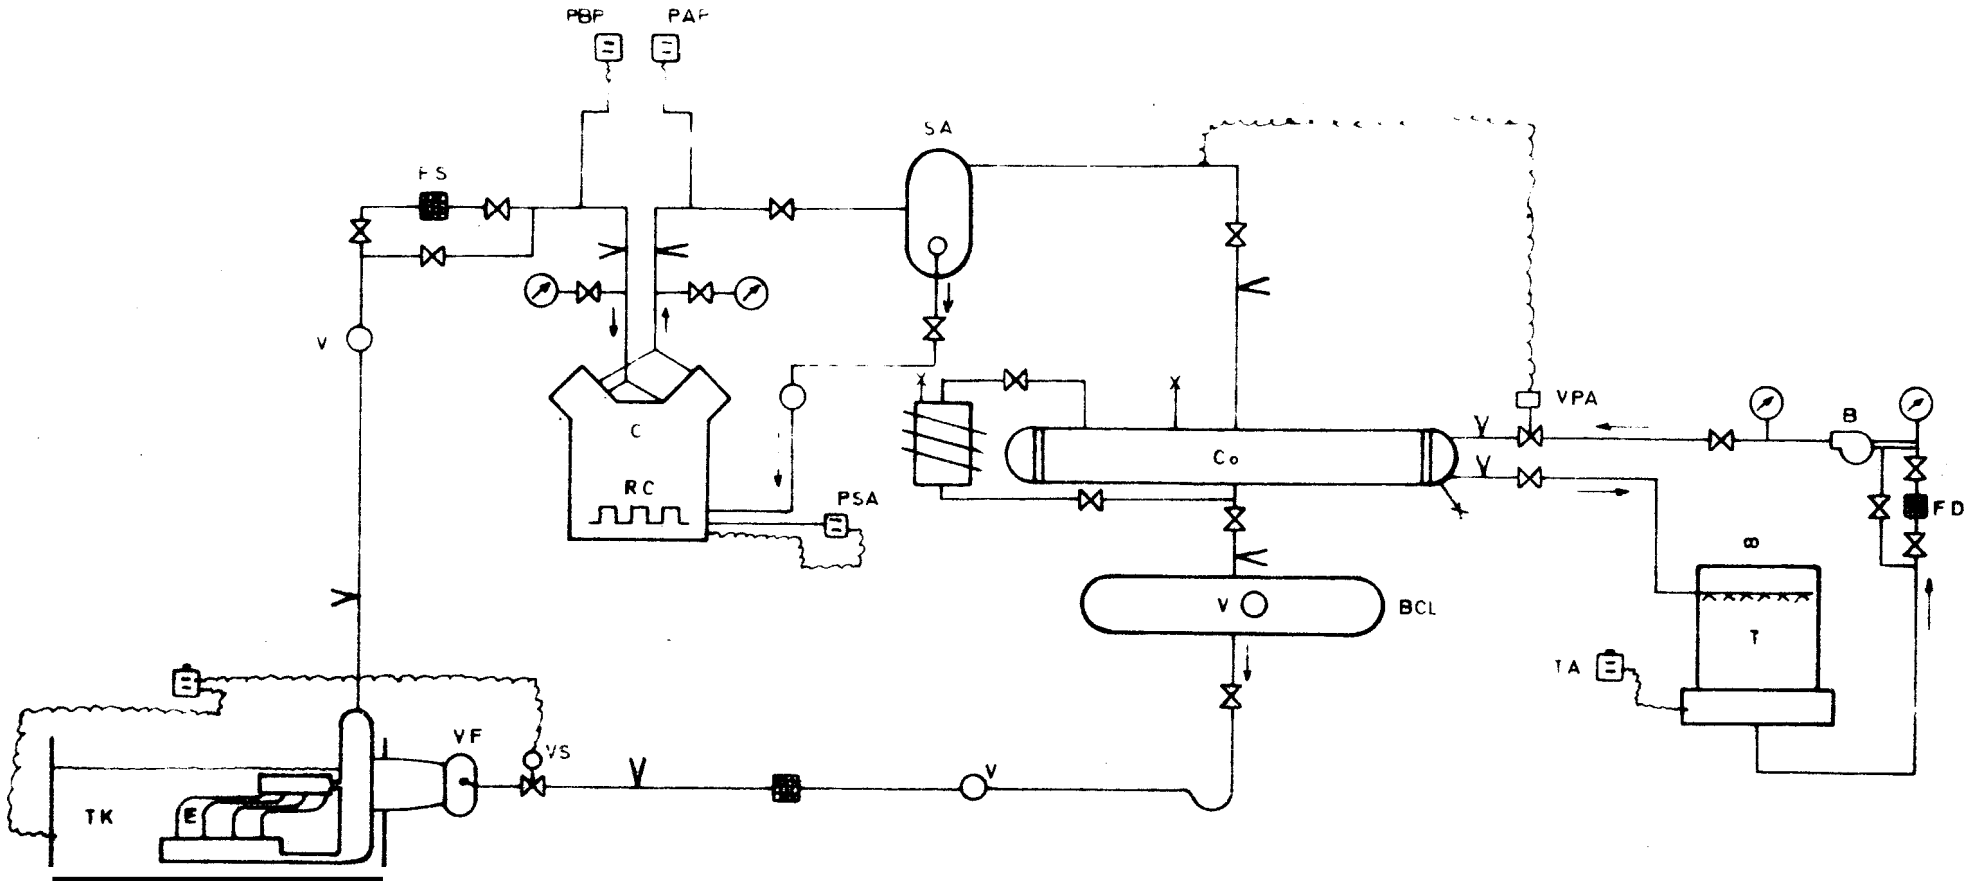 PBP PAP
SA
FS
V
VPA
B
C
Co
RC
PSA
FD
∞
V
BCL
T
TA
VF
VS
V
TK
E